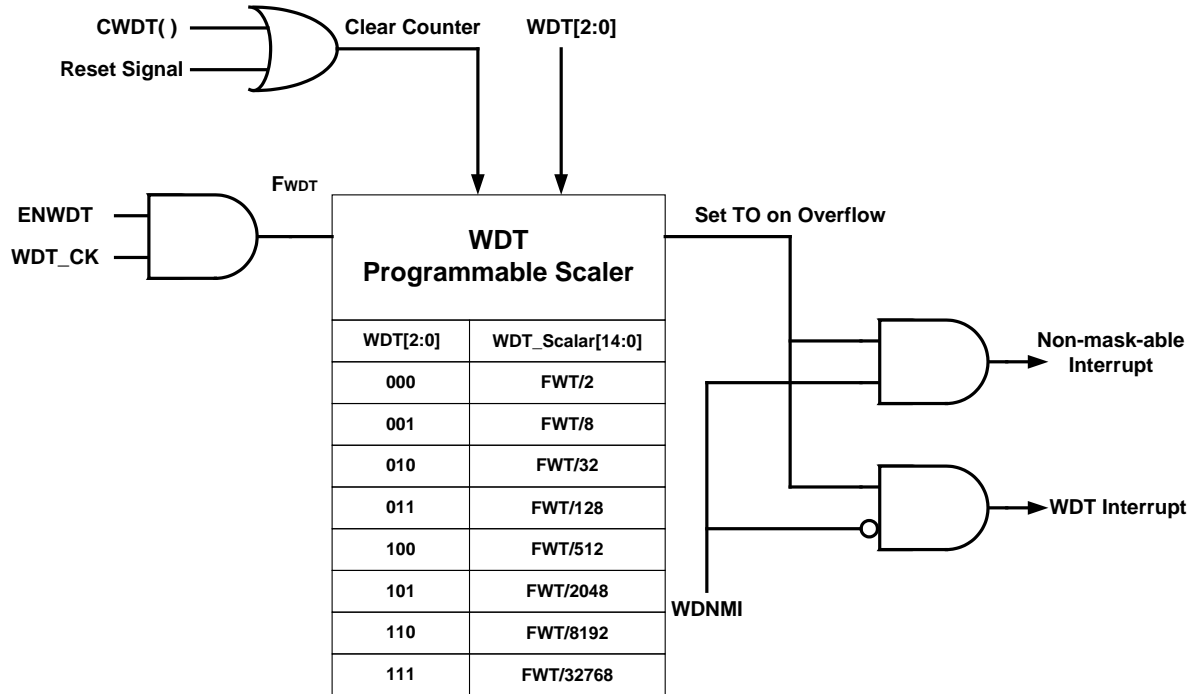 CWDT( )
Reset Signal
Clear Counter
WDT[2:0]
ENWDT
WDT_CK
FWDT
WDT
Programmable Scaler
Set TO on Overflow
WDT[2:0] WDT_Scalar[14:0]
000 FWT/2
001 FWT/8
010 FWT/32
011 FWT/128
100 FWT/512
101 FWT/2048
110 FWT/8192
111 FWT/32768
Non-mask-able
Interrupt
WDT Interrupt
WDNMI